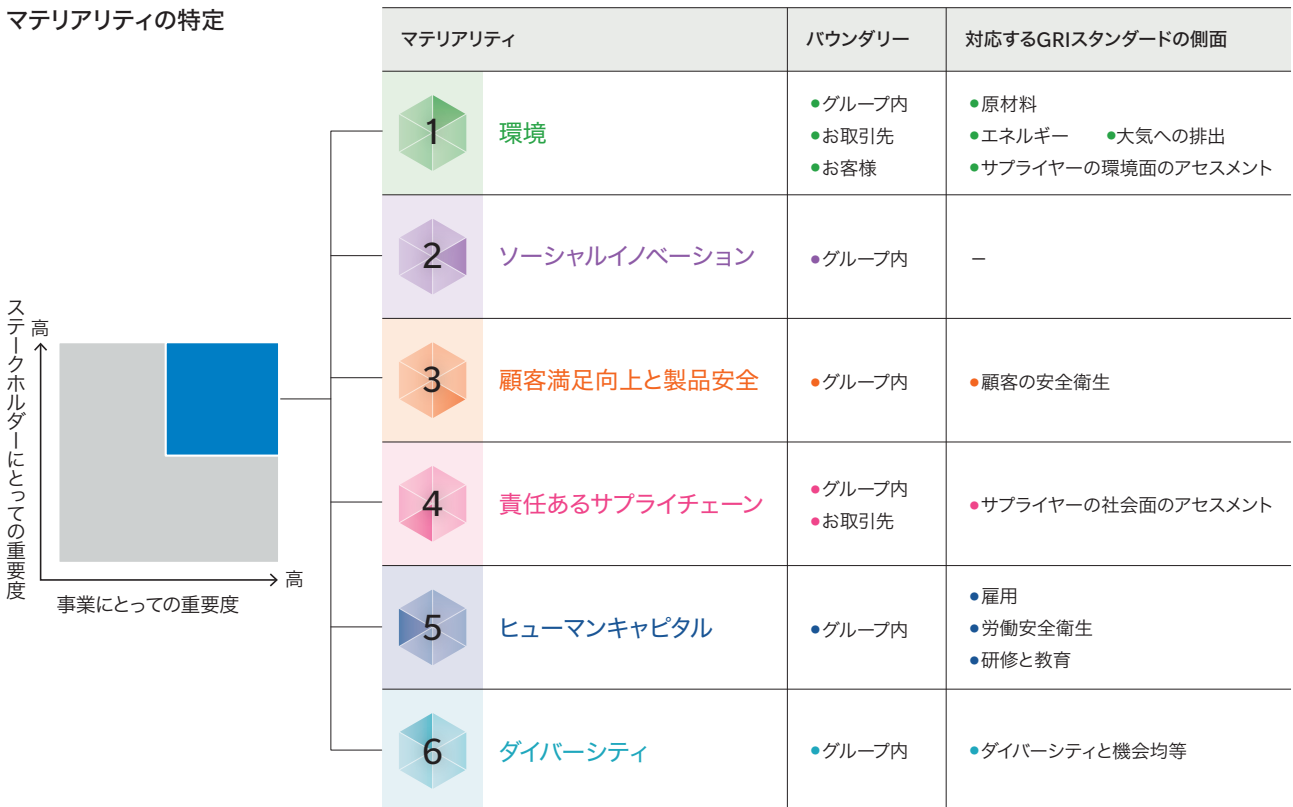 マテリアリティの特定
マテリアリティ
バウンダリー
対応するGRIスタンダードの側面
1
環境
●グループ内
●お取引先
●お客様
●原材料
●エネルギー ●大気への排出
●サプライヤーの環境面のアセスメント
2
ソーシャルイノベーション
●グループ内
–
3
顧客満足向上と製品安全
●グループ内
●顧客の安全衛生
4
責任あるサプライチェーン
●グループ内
●お取引先
●サプライヤーの社会面のアセスメント
5
ヒューマンキャピタル
●グループ内
●雇用
●労働安全衛生
●研修と教育
6
ダイバーシティ
●グループ内
●ダイバーシティと機会均等
ステークホルダーにとっての重要度
高
高
事業にとっての重要度